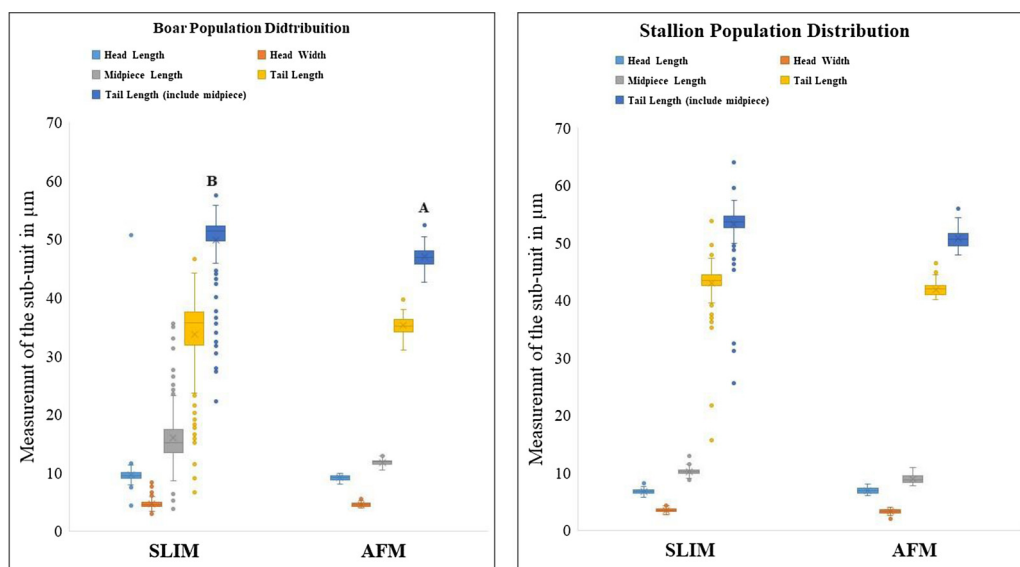 Boar Population Didtribuition
Head Length
Head Width
Midpiece Length
Tail Length
Tail Length (include midpiece)
Measuremnt of the sub-unit in μm
70
60
50
40
30
20
10
0
B
A
SLIM
AFM
Stallion Population Distribution
Head Length
Head Width
Midpiece Length
Tail Length
Tail Length (include midpiece)
Measuremnt of the sub-unit in μm
70
60
50
40
30
20
10
0
SLIM
AFM